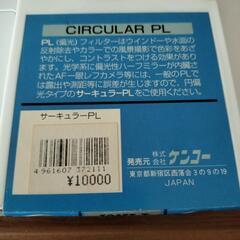 CIRCULAR PL
PL（偏光）フィルターはウインドーや水面の
反射除去やカラーでの風景撮影で色彩をあざ
やかにし、コントラストをつける効果があり
ます。光学系に偏光性ハーフミラーが内蔵さ
れたAF一眼レフカメラ等には、一般のPLで
は露出や測距等に誤差が生じますので、円偏
光タイプのサーキュラーPLをご使用ください。
サーキュラーPL
4 961607 372111
¥10000
発売元 株式会社 ケンコー
東京都新宿区西落合3の9の19
JAPAN